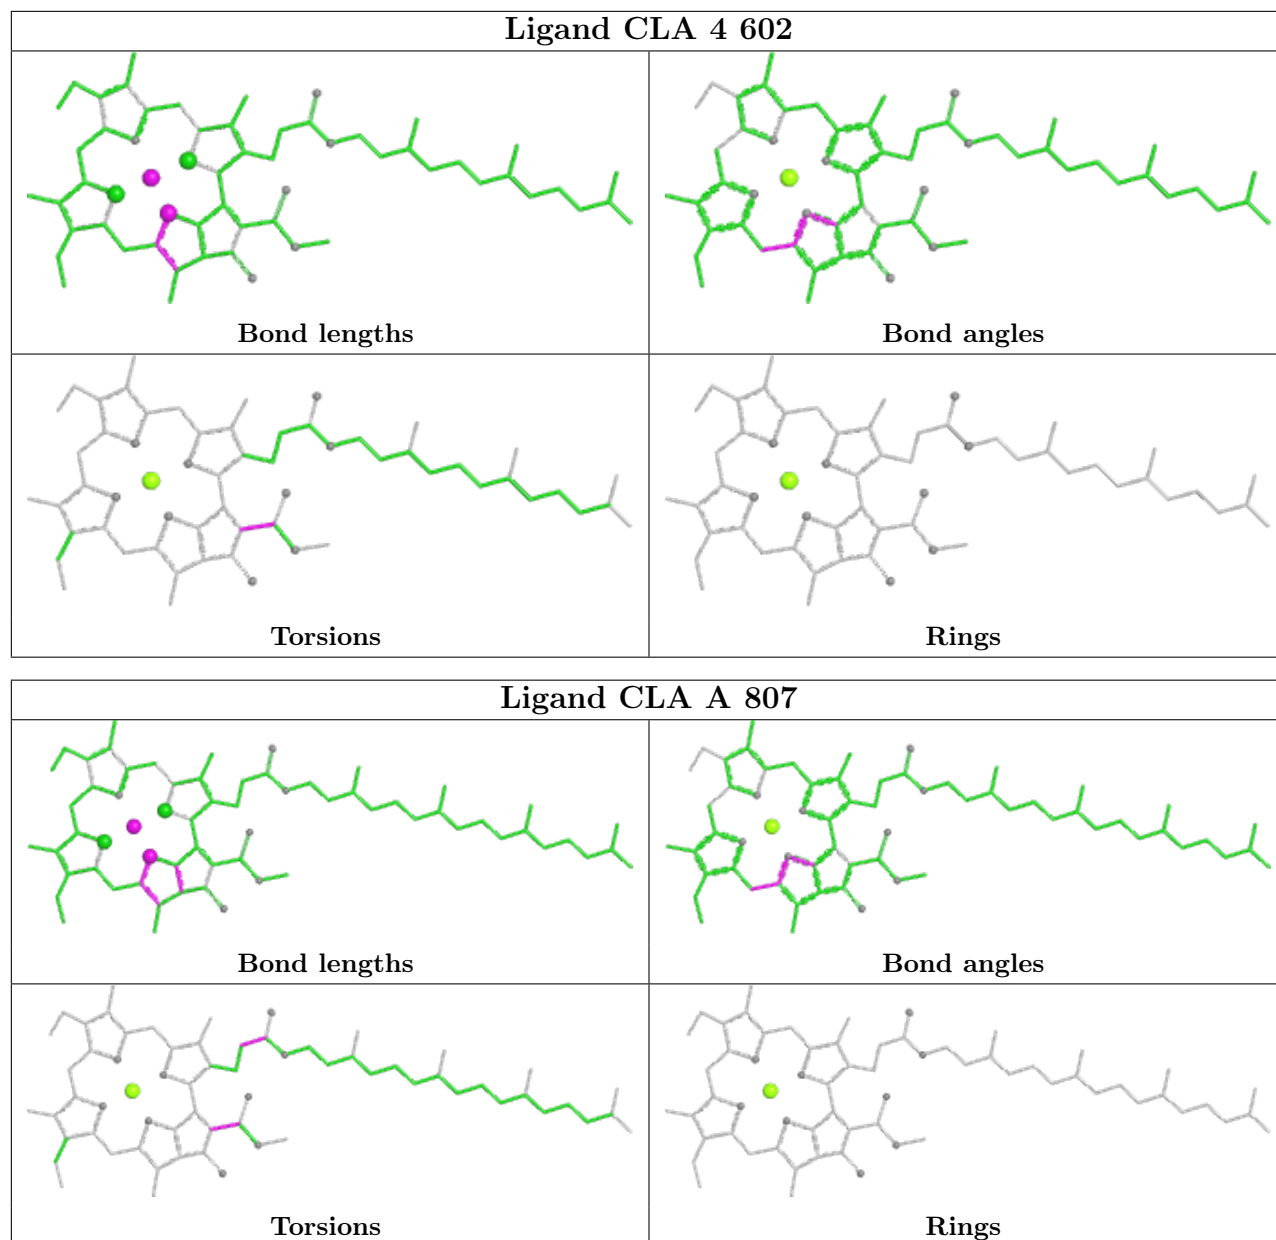 Ligand CLA 4 602
Bond lengths
Bond angles
Torsions
Rings
Ligand CLA A 807
Bond lengths
Bond angles
Torsions
Rings